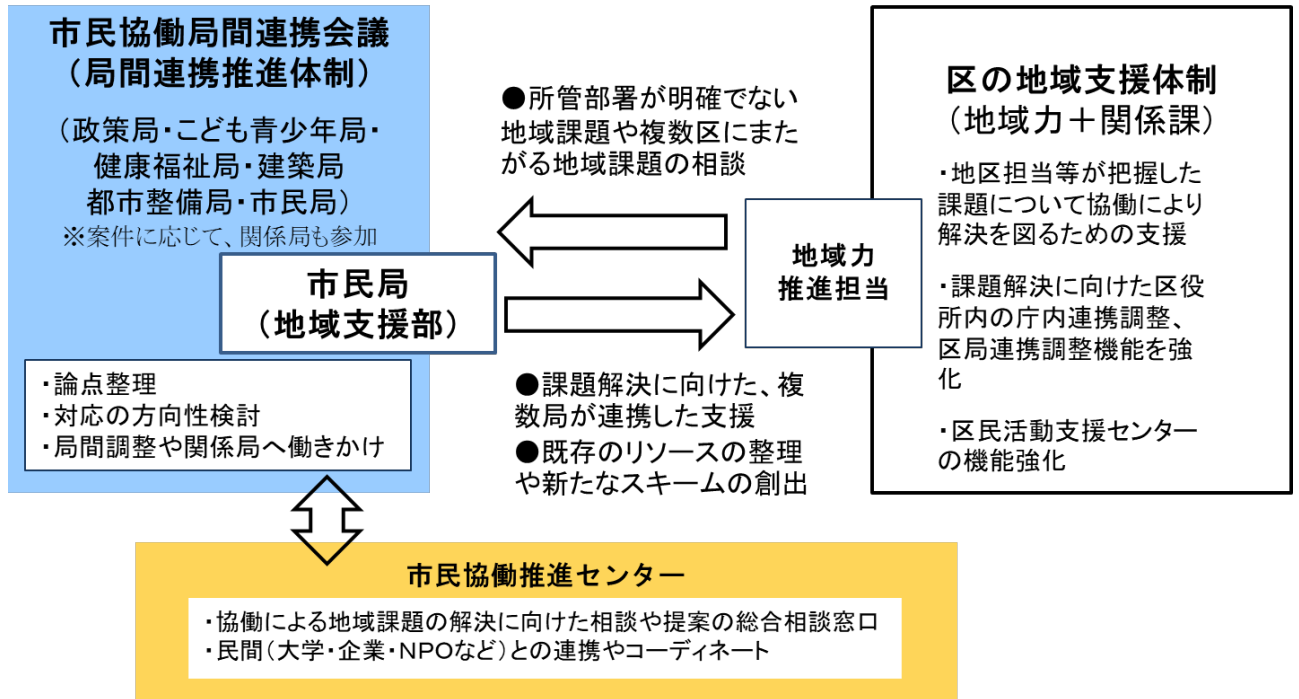 市民協働局間連携会議
（局間連携推進体制）
（政策局・こども青少年局・
健康福祉局・建築局
都市整備局・市民局）
※案件に応じて、関係局も参加
市民局
（地域支援部）
・論点整理
・対応の方向性検討
・局間調整や関係局へ働きかけ
●所管部署が明確でない
地域課題や複数区にまた
がる地域課題の相談
●課題解決に向けた、複
数局が連携した支援
●既存のリソースの整理
や新たなスキームの創出
地域力
推進担当
区の地域支援体制
（地域力＋関係課）
・地区担当等が把握した
課題について協働により
解決を図るための支援
・課題解決に向けた区役
所内の庁内連携調整、
区局連携調整機能を強
化
・区民活動支援センター
の機能強化
市民協働推進センター
・協働による地域課題の解決に向けた相談や提案の総合相談窓口
・民間（大学・企業・NPOなど）との連携やコーディネート